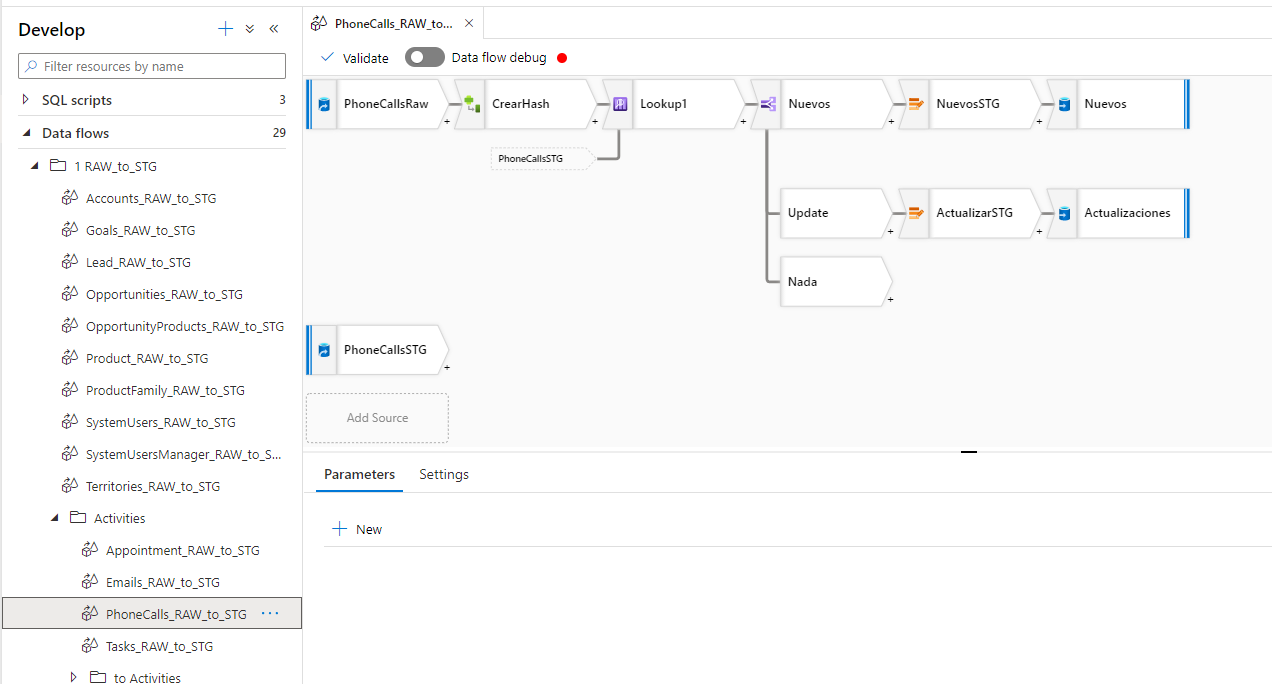 Develop
Filter resources by name
SQL scripts 3
Data flows 29
1 RAW_to_STG
Accounts_RAW_to_STG
Goals_RAW_to_STG
Lead_RAW_to_STG
Opportunities_RAW_to_STG
OpportunityProducts_RAW_to_STG
Product_RAW_to_STG
ProductFamily_RAW_to_STG
SystemUsers_RAW_to_STG
SystemUsersManager_RAW_to_S...
Territories_RAW_to_STG
Activities
Appointment_RAW_to_STG
Emails_RAW_to_STG
PhoneCalls_RAW_to_STG ...
Tasks_RAW_to_STG
to Activities
PhoneCalls_RAW_to...
Validate Data flow debug
PhoneCallsRaw CrearHash Lookup1 Nuevos NuevosSTG Nuevos
PhoneCallsSTG
Update ActualizarSTG Actualizaciones
Nada
PhoneCallsSTG
Add Source
Parameters Settings
New